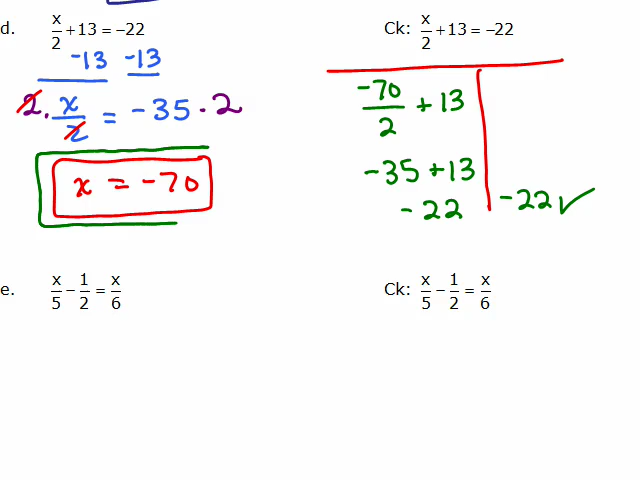 d. x/2 + 13 = -22
-13 -13
2 · x/2 = -35 · 2
x = -70
Ck: x/2 + 13 = -22
-70/2 + 13
-35 + 13
-22 -22 ✓
e. x/5 - 1/2 = x/6
Ck: x/5 - 1/2 = x/6